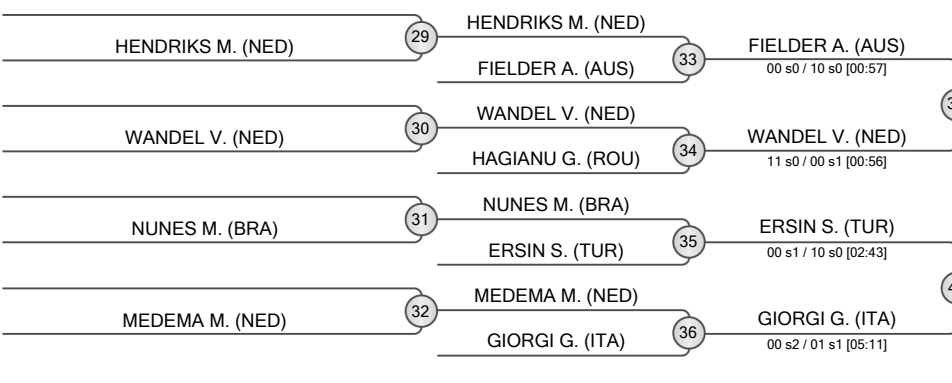 HENDRIKS M. (NED)
29
HENDRIKS M. (NED)
FIELDER A. (AUS)
33
FIELDER A. (AUS)
00 s0 / 10 s0 [00:57]
WANDEL V. (NED)
30
WANDEL V. (NED)
HAGIANU G. (ROU)
34
WANDEL V. (NED)
11 s0 / 00 s1 [00:56]
NUNES M. (BRA)
31
NUNES M. (BRA)
ERSIN S. (TUR)
35
ERSIN S. (TUR)
00 s1 / 10 s0 [02:43]
MEDEMA M. (NED)
32
MEDEMA M. (NED)
GIORGI G. (ITA)
36
GIORGI G. (ITA)
00 s2 / 01 s1 [05:11]